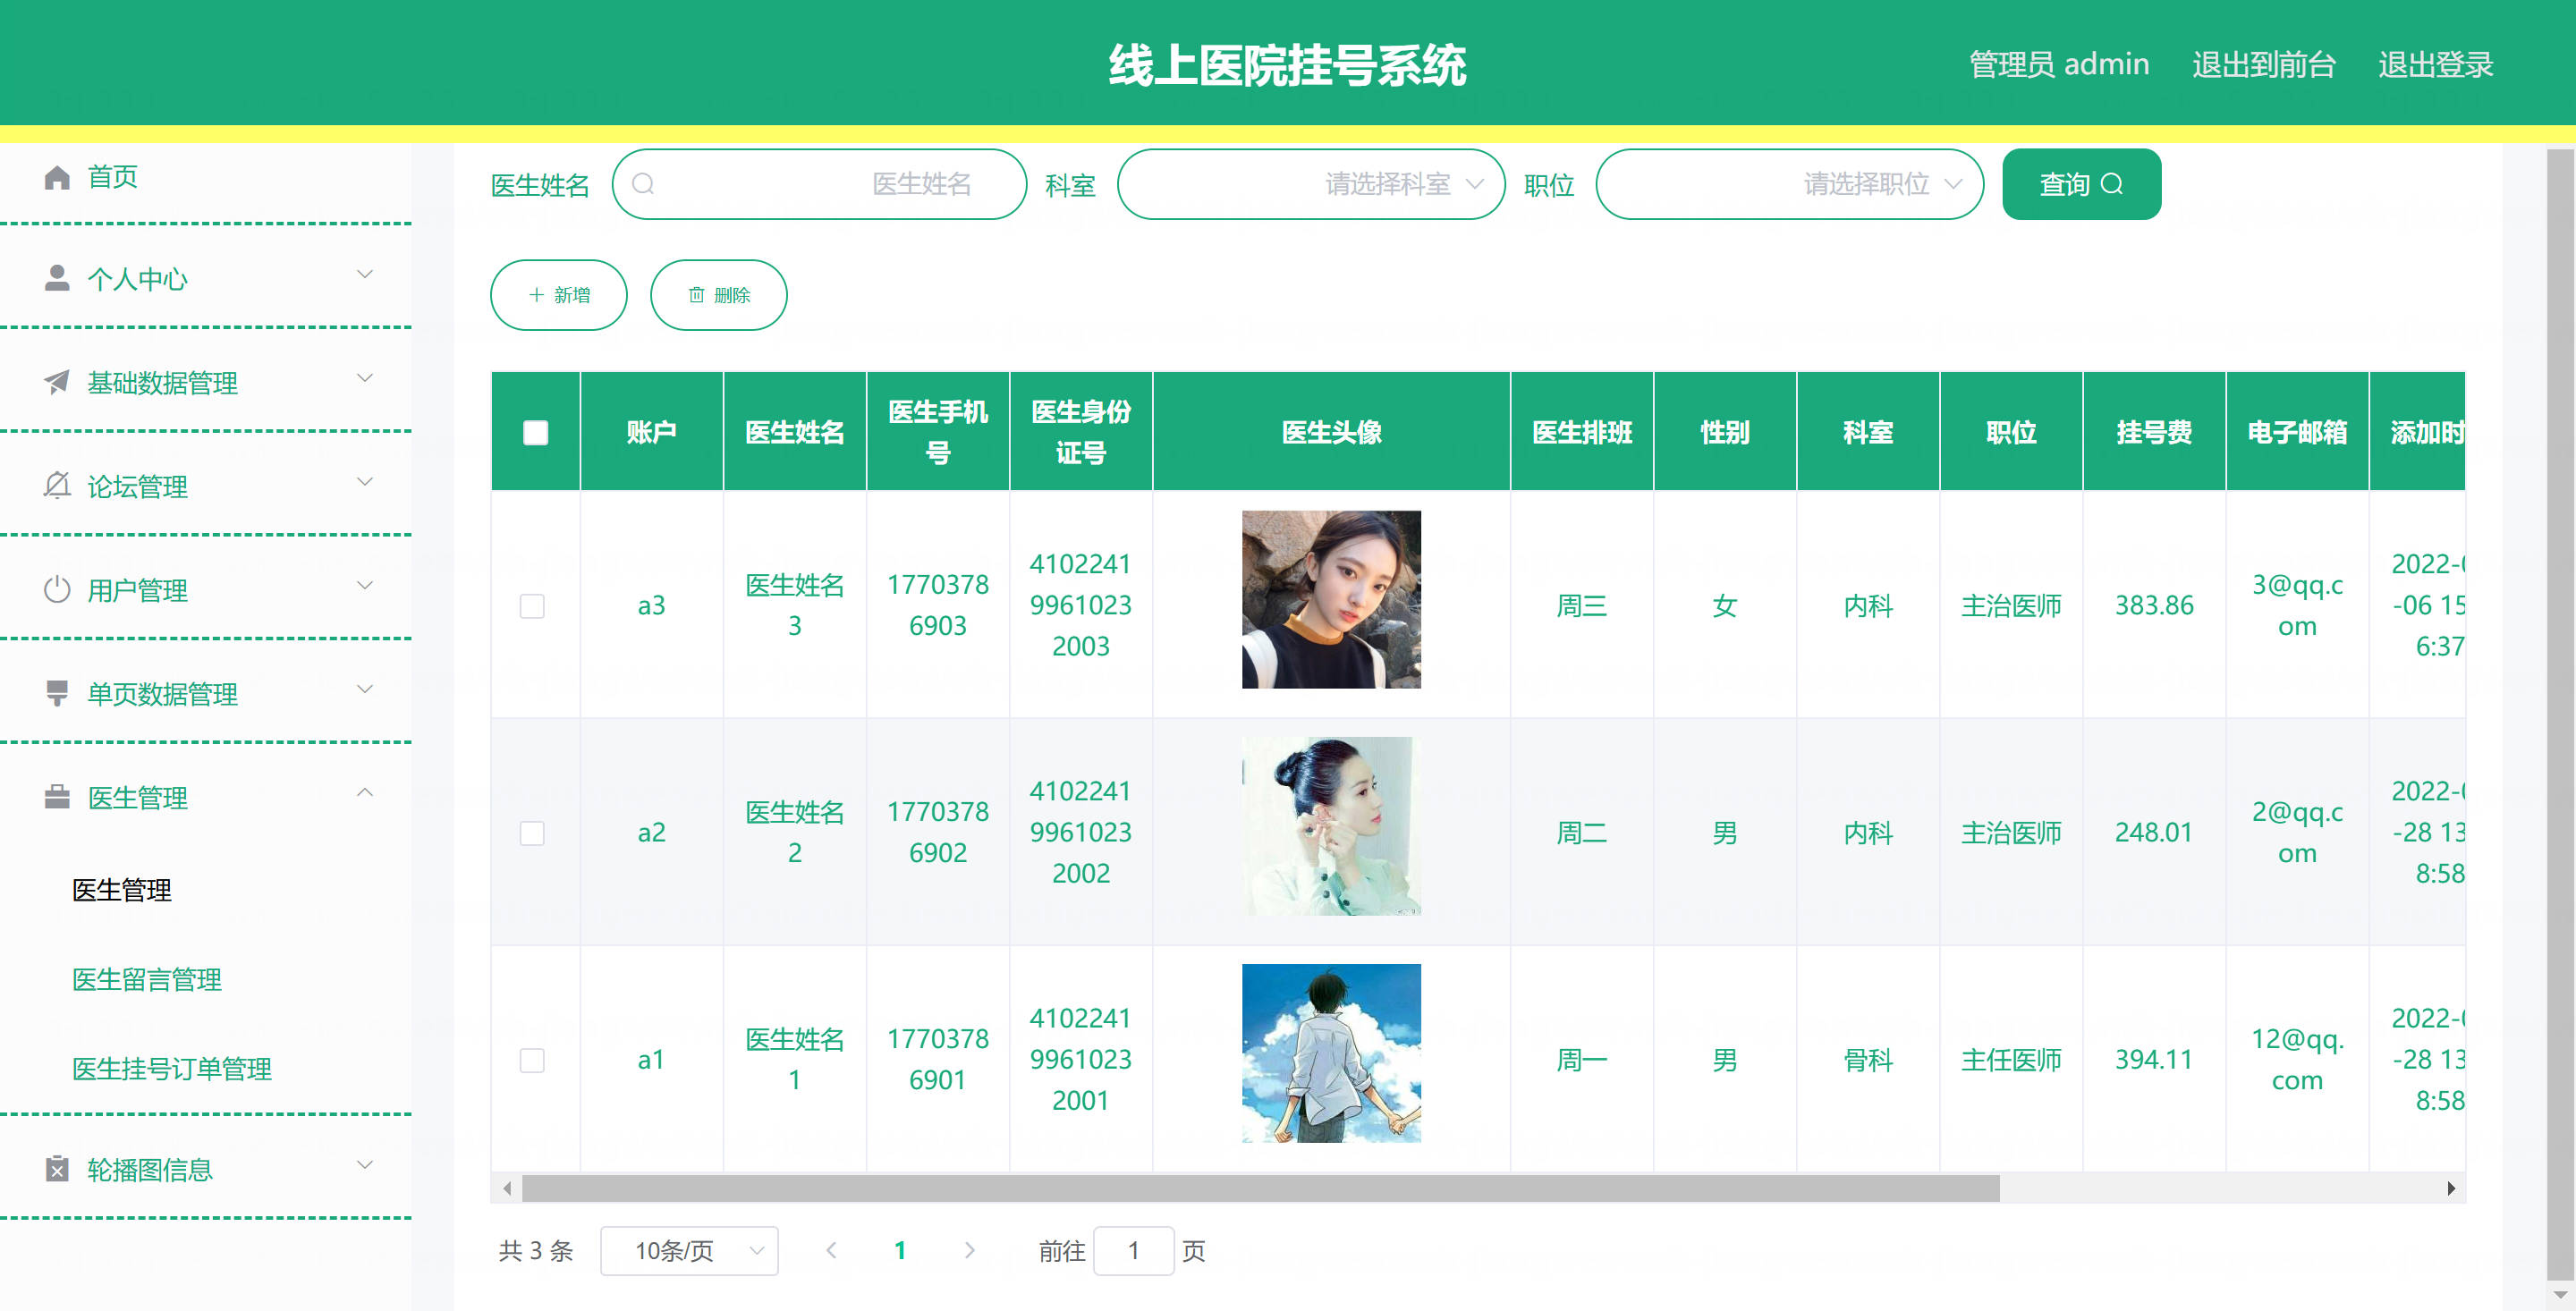 线上医院挂号系统
管理员 admin
退出到前台
退出登录
首页
个人中心
基础数据管理
论坛管理
用户管理
单页数据管理
医生管理
医生管理
医生留言管理
医生挂号订单管理
轮播图信息
医生姓名 医生姓名 科室 请选择科室 职位 请选择职位 查询
新增 删除
账户 医生姓名 医生手机号 医生身份证号 医生头像 医生排班 性别 科室 职位 挂号费 电子邮箱 添加时
a3 医生姓名3 17703786903 410224199610232003 周三 女 内科 主治医师 383.86 3@qq.com 2022- -06 15 6:37
a2 医生姓名2 17703786902 410224199610232002 周二 男 内科 主治医师 248.01 2@qq.com 2022- -28 13 8:58
a1 医生姓名1 17703786901 410224199610232001 周一 男 骨科 主任医师 394.11 12@qq.com 2022- -28 13 8:58
共 3 条 10条/页 1 前往 1 页